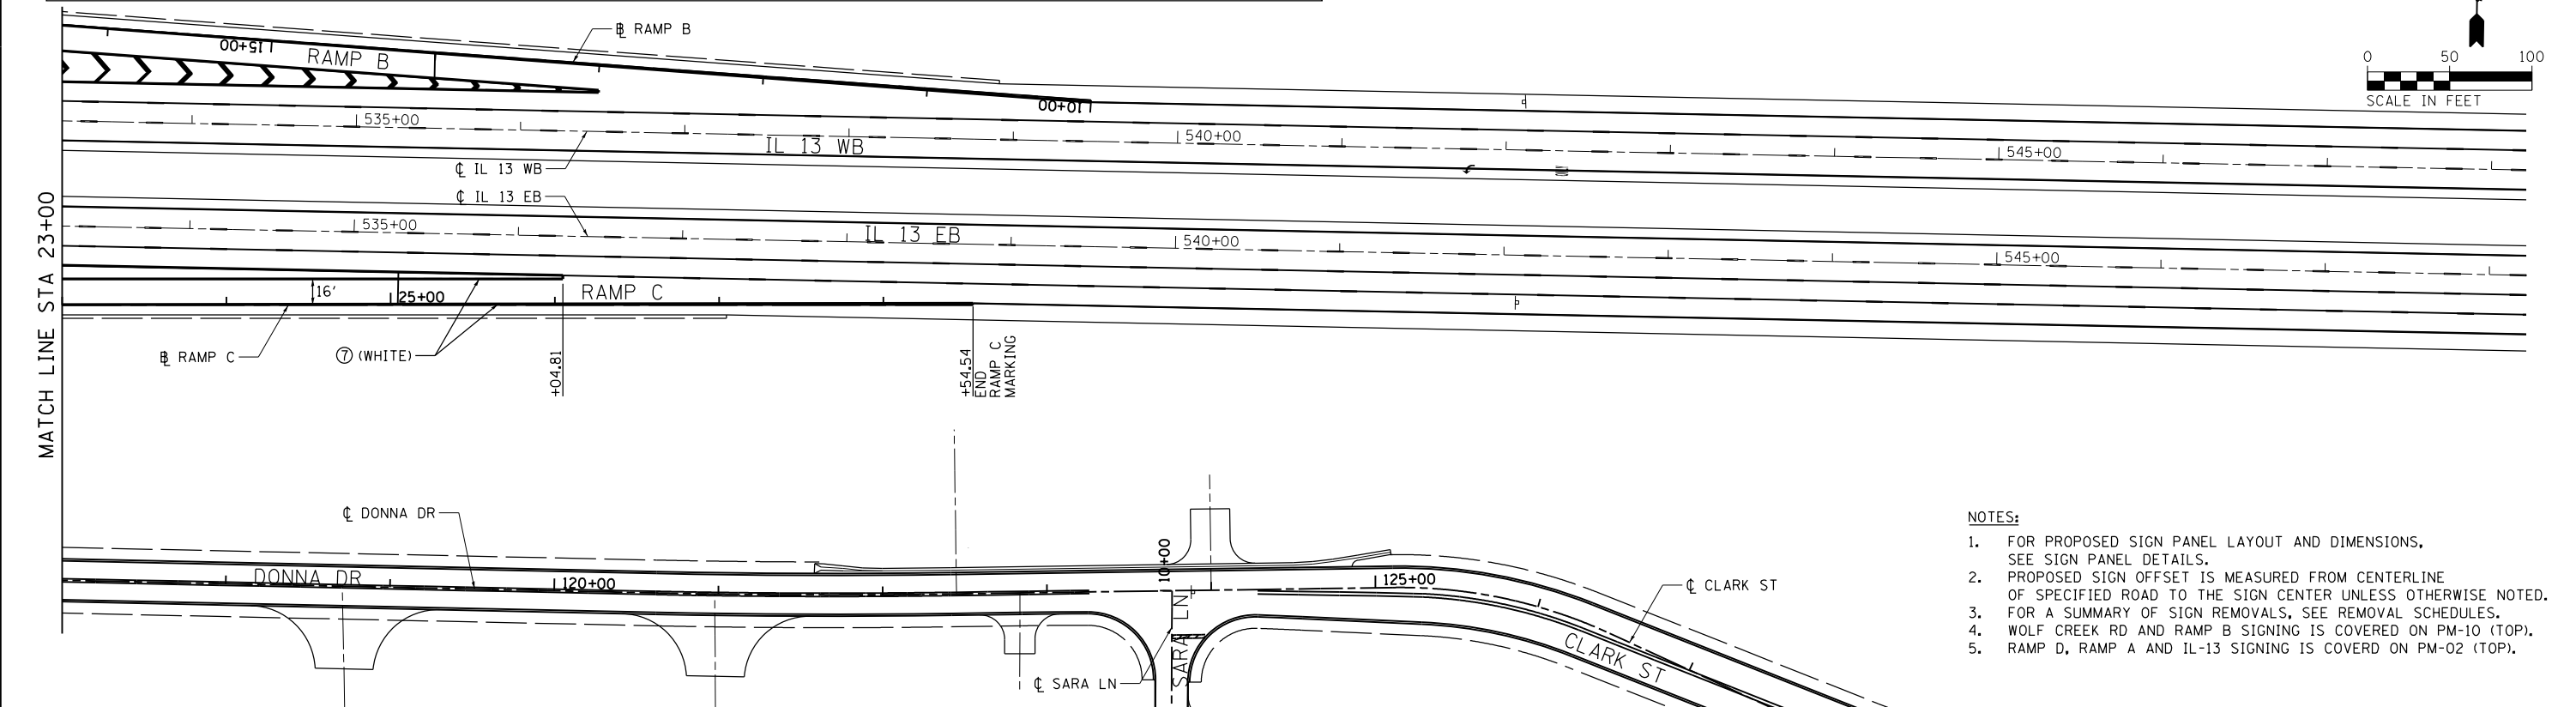 ℄ RAMP B
0
50
100
SCALE IN FEET
115+00
RAMP B
110+00
535+00
540+00
545+00
IL 13 WB
℄ IL 13 WB
℄ IL 13 EB
535+00
IL 13 EB
540+00
545+00
MATCH LINE STA 23+00
16'
25+00
RAMP C
℄ RAMP C
⑦ (WHITE)
+04.81
+54.54
END
RAMP C
MARKING
℄ DONNA DR
DONNA DR
120+00
10+00
125+00
℄ CLARK ST
CLARK ST
SARA LN
℄ SARA LN
NOTES:
1. FOR PROPOSED SIGN PANEL LAYOUT AND DIMENSIONS,
SEE SIGN PANEL DETAILS.
2. PROPOSED SIGN OFFSET IS MEASURED FROM CENTERLINE
OF SPECIFIED ROAD TO THE SIGN CENTER UNLESS OTHERWISE NOTED.
3. FOR A SUMMARY OF SIGN REMOVALS, SEE REMOVAL SCHEDULES.
4. WOLF CREEK RD AND RAMP B SIGNING IS COVERED ON PM-10 (TOP).
5. RAMP D, RAMP A AND IL-13 SIGNING IS COVERD ON PM-02 (TOP).